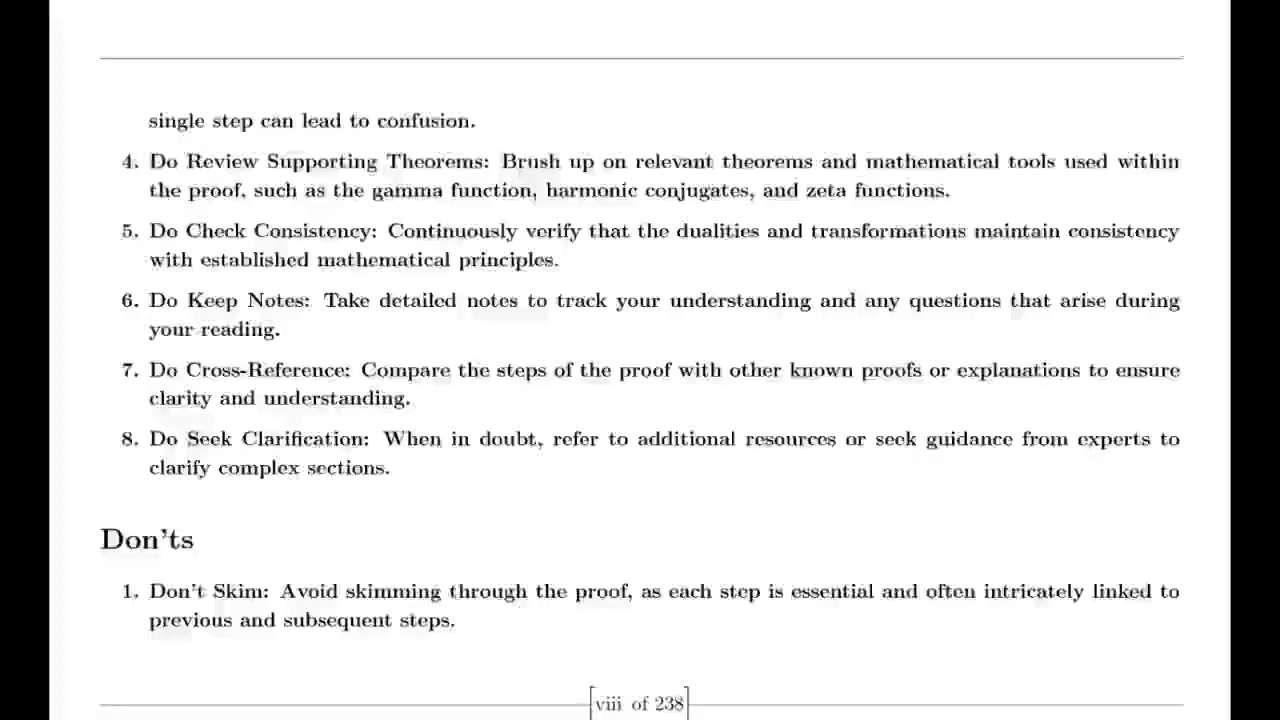 single step can lead to confusion.
4. Do Review Supporting Theorems: Brush up on relevant theorems and mathematical tools used within
the proof, such as the gamma function, harmonic conjugates, and zeta functions.
5. Do Check Consistency: Continuously verify that the dualities and transformations maintain consistency
with established mathematical principles.
6. Do Keep Notes: Take detailed notes to track your understanding and any questions that arise during
your reading.
7. Do Cross-Reference: Compare the steps of the proof with other known proofs or explanations to ensure
clarity and understanding.
8. Do Seek Clarification: When in doubt, refer to additional resources or seek guidance from experts to
clarify complex sections.
Don'ts
1. Don't Skim: Avoid skimming through the proof, as each step is essential and often intricately linked to
previous and subsequent steps.
viii of 238